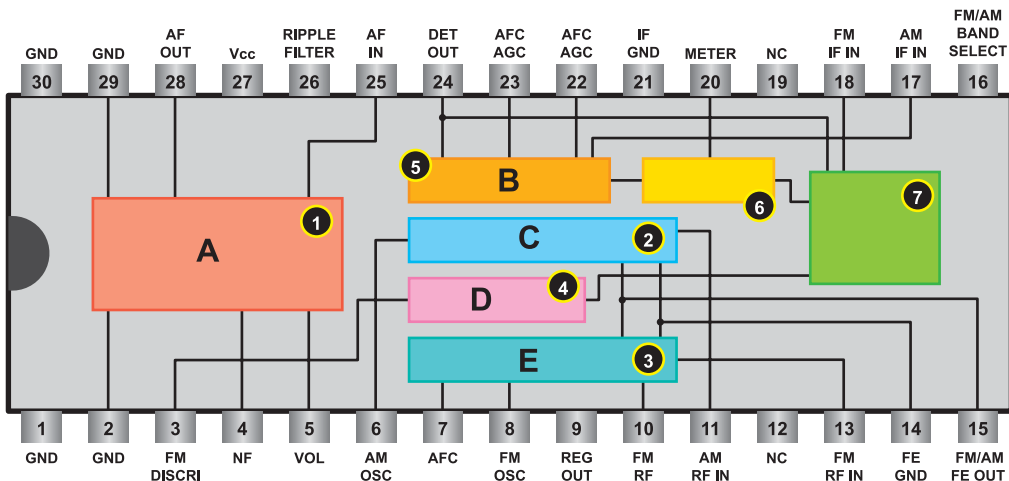 GND
GND
AF
OUT
Vcc
RIPPLE
FILTER
AF
IN
DET
OUT
AFC
AGC
AFC
AGC
IF
GND
METER
NC
FM
IF IN
AM
IF IN
FM/AM
BAND
SELECT
30
29
28
27
26
25
24
23
22
21
20
19
18
17
16
5
B
6
7
A
1
C
2
D
4
E
3
1
2
3
4
5
6
7
8
9
10
11
12
13
14
15
GND
GND
FM
DISCRI
NF
VOL
AM
OSC
AFC
FM
OSC
REG
OUT
FM
RF
AM
RF IN
NC
FM
RF IN
FE
GND
FM/AM
FE OUT